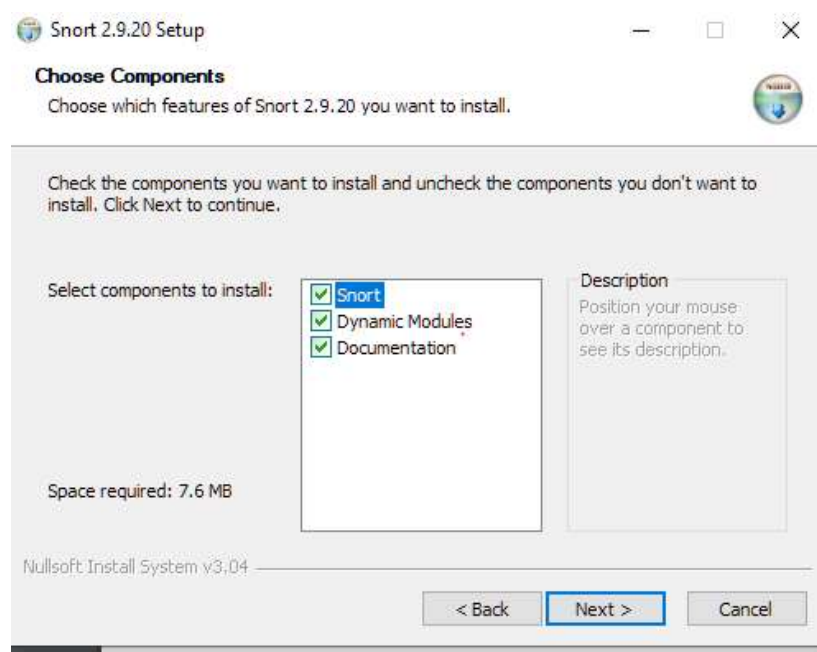 Snort 2.9.20 Setup
Choose Components
Choose which features of Snort 2.9.20 you want to install.
Check the components you want to install and uncheck the components you don't want to
install. Click Next to continue.
Select components to install:
Snort
Dynamic Modules
Documentation
Description
Position your mouse
over a component to
see its description.
Space required: 7.6 MB
Nullsoft Install System v3.04
< Back
Next >
Cancel